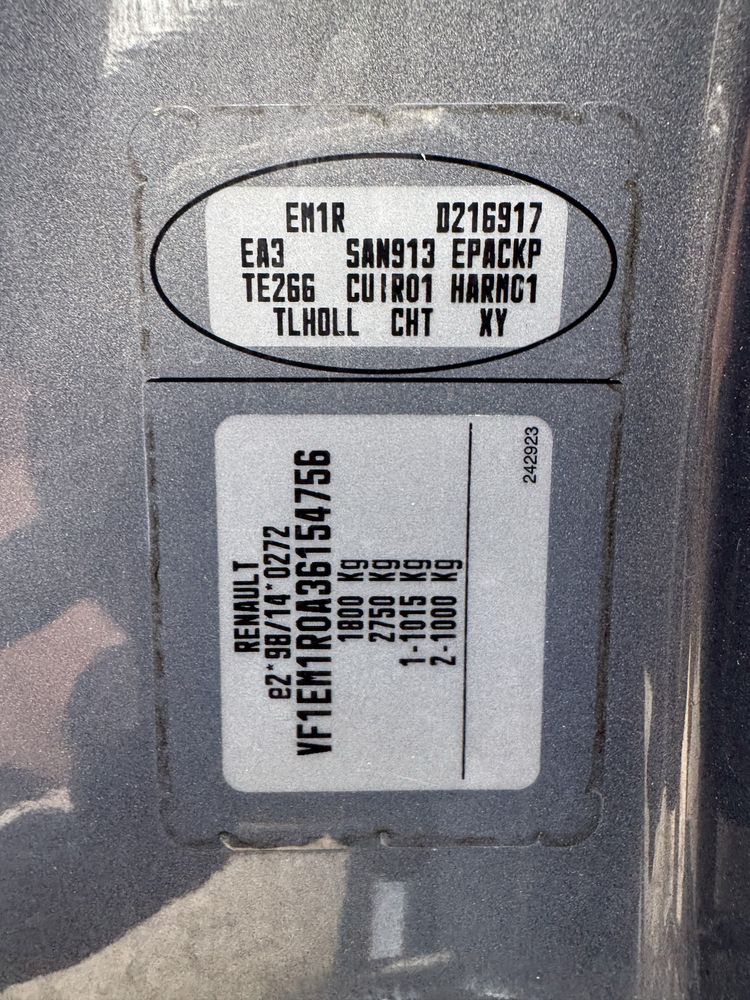 EM1R D216917
EA3 SAN913 EPACKP
TE266 CUIR01 HARM01
TLHOLL CHT XY
RENAULT
e2*98/14*0272
VF1EM1R0A36154756
1800 Kg
2750 Kg
1-1015 Kg
2-1000 Kg
242923